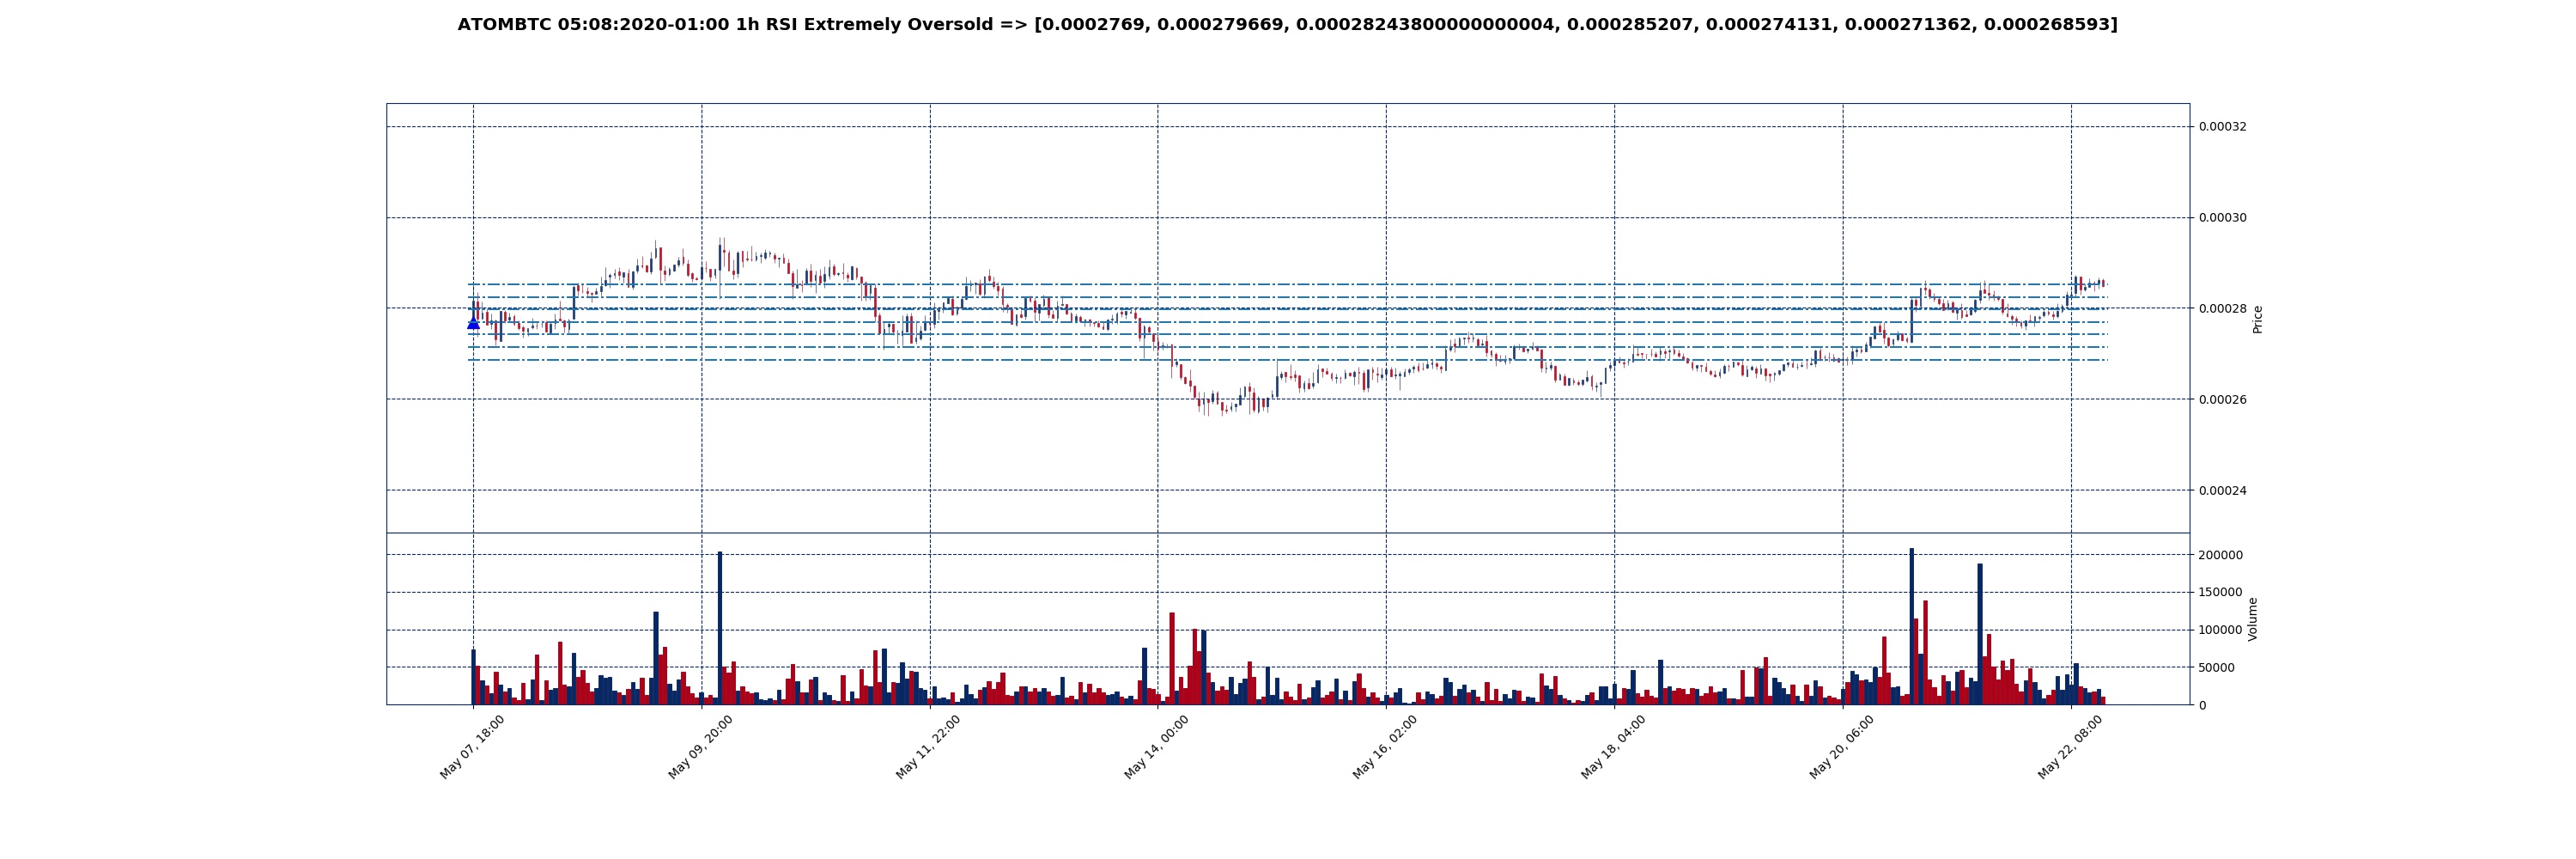 ATOMBTC 05:08:2020-01:00 1h RSI Extremely Oversold => [0.0002769, 0.000279669, 0.00028243800000000004, 0.000285207, 0.000274131, 0.000271362, 0.000268593]
0.00032
0.00030
0.00028
Price
0.00026
0.00024
200000
150000
100000
Volume
50000
0
May 07, 18:00
May 09, 20:00
May 11, 22:00
May 14, 00:00
May 16, 02:00
May 18, 04:00
May 20, 06:00
May 22, 08:00